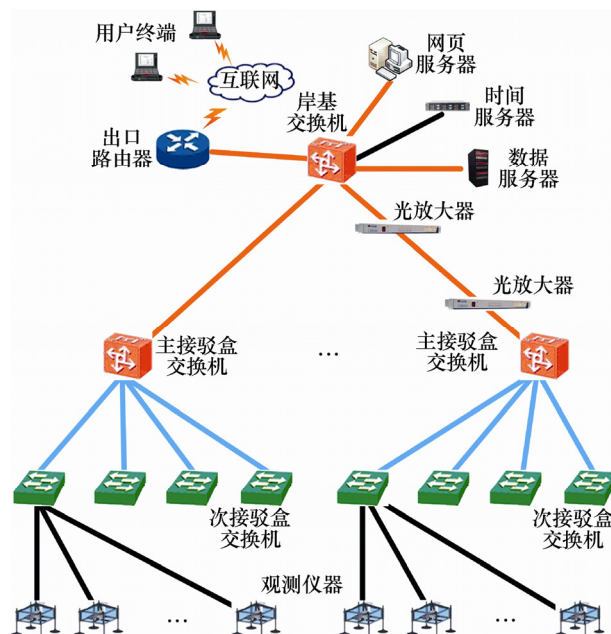 用户终端
互联网
网页
服务器
岸基
交换机
时间
服务器
出口
路由器
数据
服务器
光放大器
光放大器
主接驳盒
交换机
...
主接驳盒
交换机
次接驳盒
交换机
次接驳盒
交换机
观测仪器
...
...